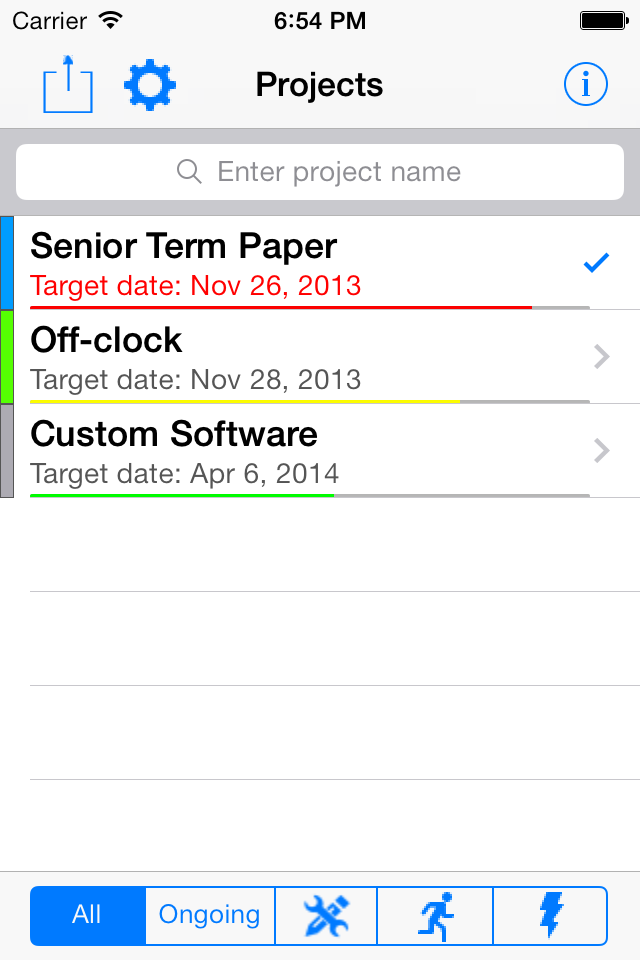 Carrier 6:54 PM
Projects
Enter project name
Senior Term Paper
Target date: Nov 26, 2013
Off-clock
Target date: Nov 28, 2013
Custom Software
Target date: Apr 6, 2014
All Ongoing